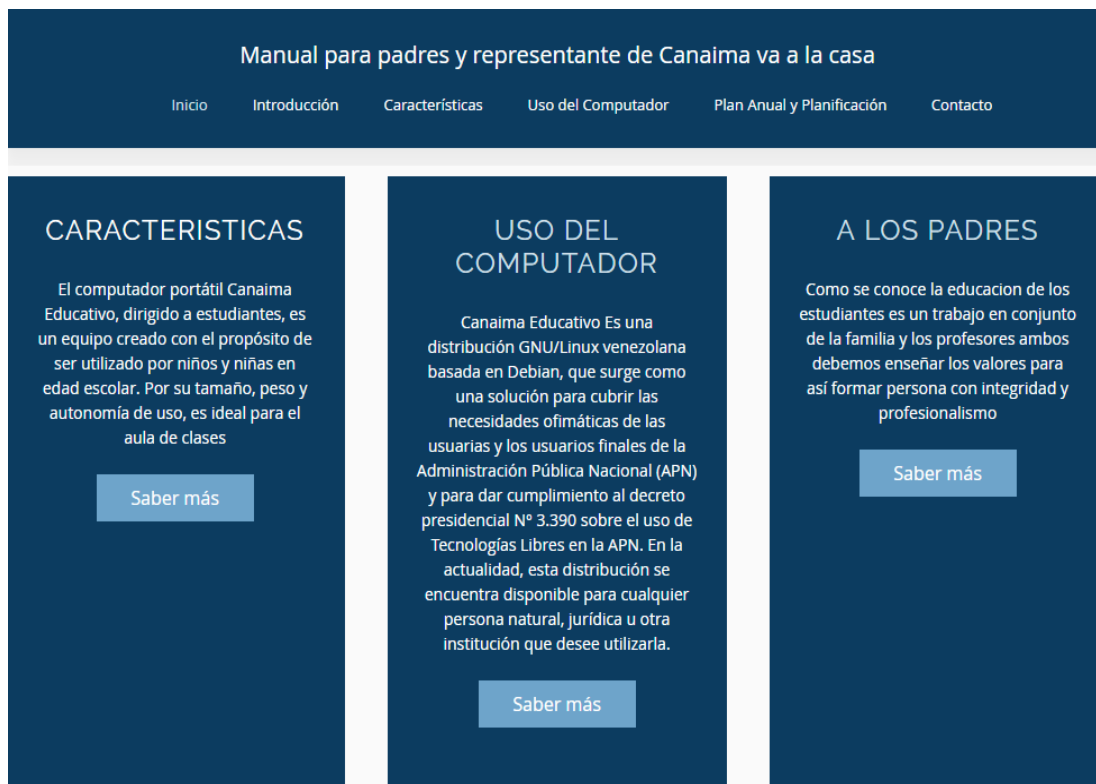 Manual para padres y representante de Canaima va a la casa
Inicio Introducción Características Uso del Computador Plan Anual y Planificación Contacto
CARACTERISTICAS
El computador portátil Canaima
Educativo, dirigido a estudiantes, es
un equipo creado con el propósito de
ser utilizado por niños y niñas en
edad escolar. Por su tamaño, peso y
autonomía de uso, es ideal para el
aula de clases
Saber más
USO DEL
COMPUTADOR
Canaima Educativo Es una
distribución GNU/Linux venezolana
basada en Debian, que surge como
una solución para cubrir las
necesidades ofimáticas de las
usuarias y los usuarios finales de la
Administración Pública Nacional (APN)
y para dar cumplimiento al decreto
presidencial Nº 3.390 sobre el uso de
Tecnologías Libres en la APN. En la
actualidad, esta distribución se
encuentra disponible para cualquier
persona natural, jurídica u otra
institución que desee utilizarla.
Saber más
A LOS PADRES
Como se conoce la educacion de los
estudiantes es un trabajo en conjunto
de la familia y los profesores ambos
debemos enseñar los valores para
así formar persona con integridad y
profesionalismo
Saber más